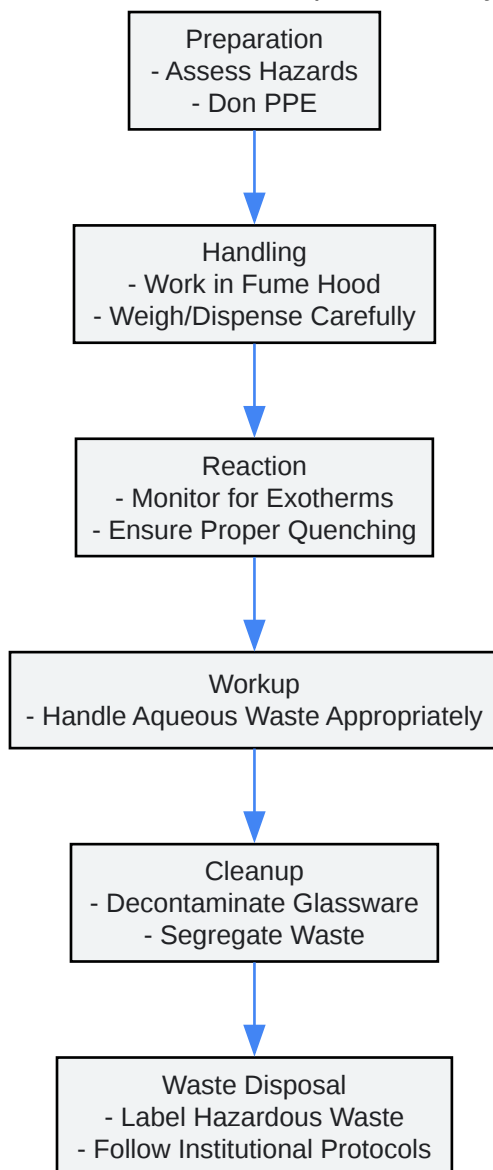 Preparation
- Assess Hazards
- Don PPE
Handling
- Work in Fume Hood
- Weigh/Dispense Carefully
Reaction
- Monitor for Exotherms
- Ensure Proper Quenching
Workup
- Handle Aqueous Waste Appropriately
Cleanup
- Decontaminate Glassware
- Segregate Waste
Waste Disposal
- Label Hazardous Waste
- Follow Institutional Protocols